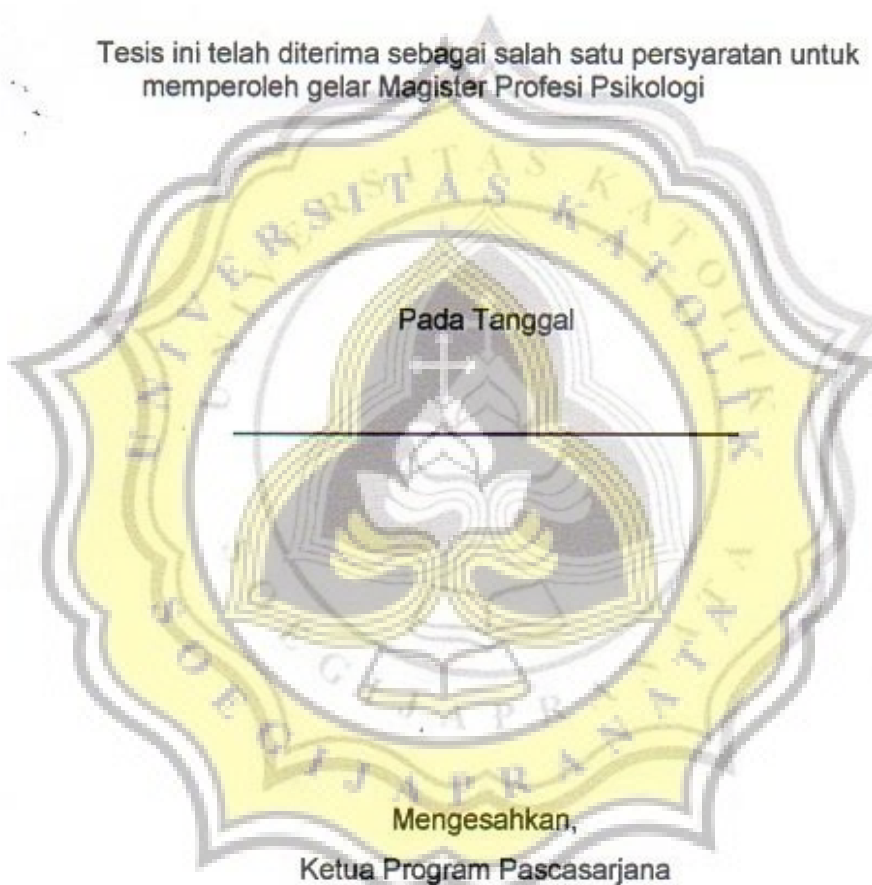 Tesis ini telah diterima sebagai salah satu persyaratan untuk
memperoleh gelar Magister Profesi Psikologi
UNIVERSITAS KATOLIK
Pada Tanggal
SOEGIJAPRANATA
Mengesahkan,
Ketua Program Pascasarjana